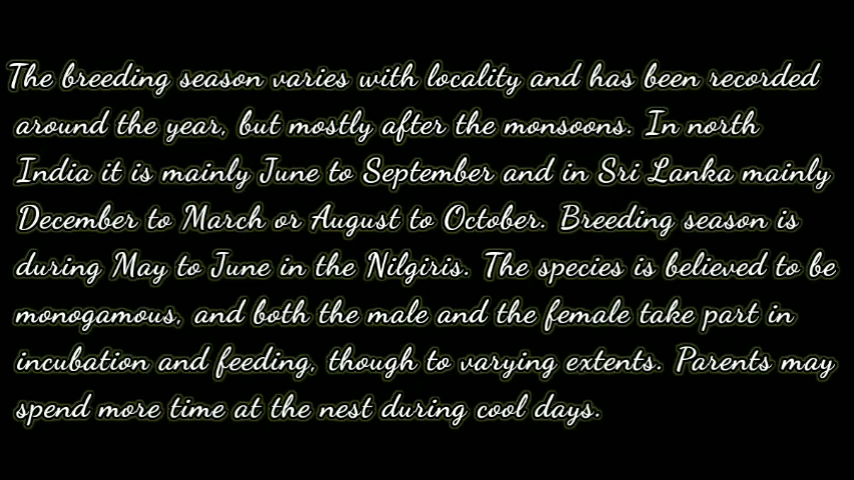 The breeding season varies with locality and has been recorded
around the year, but mostly after the monsoons. In north
India it is mainly June to September and in Sri Lanka mainly
December to March or August to October. Breeding season is
during May to June in the Nilgiris. The species is believed to be
monogamous, and both the male and the female take part in
incubation and feeding, though to varying extents. Parents may
spend more time at the nest during cool days.